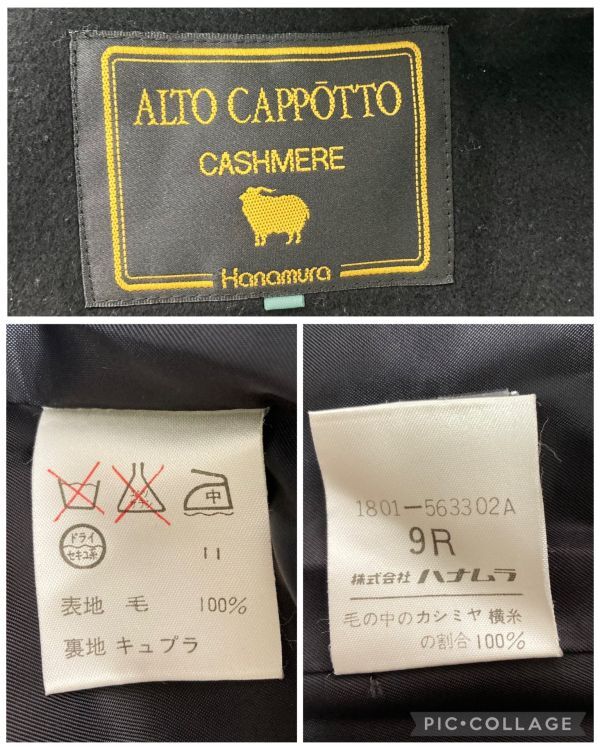 ALTO CAPPŌTTO
CASHMERE
Hanamura
中
ドライ
セキユ系
11
表地 毛 100%
裏地 キュプラ
1801-563302A
9R
株式会社 ハナムラ
毛の中のカシミヤ 横糸
の割合100%
PIC•COLLAGE